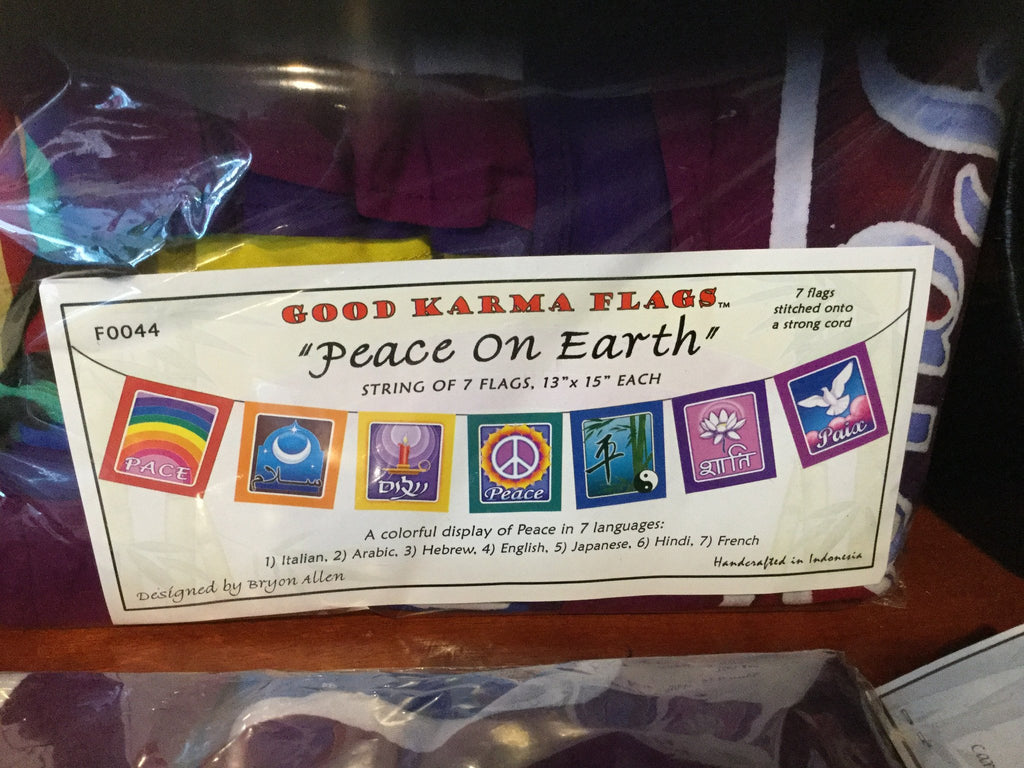 GOOD KARMA FLAGS™
F0044
"Peace On Earth"
7 flags
stitched onto
a strong cord
STRING OF 7 FLAGS, 13"x 15" EACH
PACE
سلام
שלום
Peace
平
शांति
Paix
A colorful display of Peace in 7 languages:
1) Italian, 2) Arabic, 3) Hebrew, 4) English, 5) Japanese, 6) Hindi, 7) French
Designed by Bryon Allen
Handcrafted in Indonesia